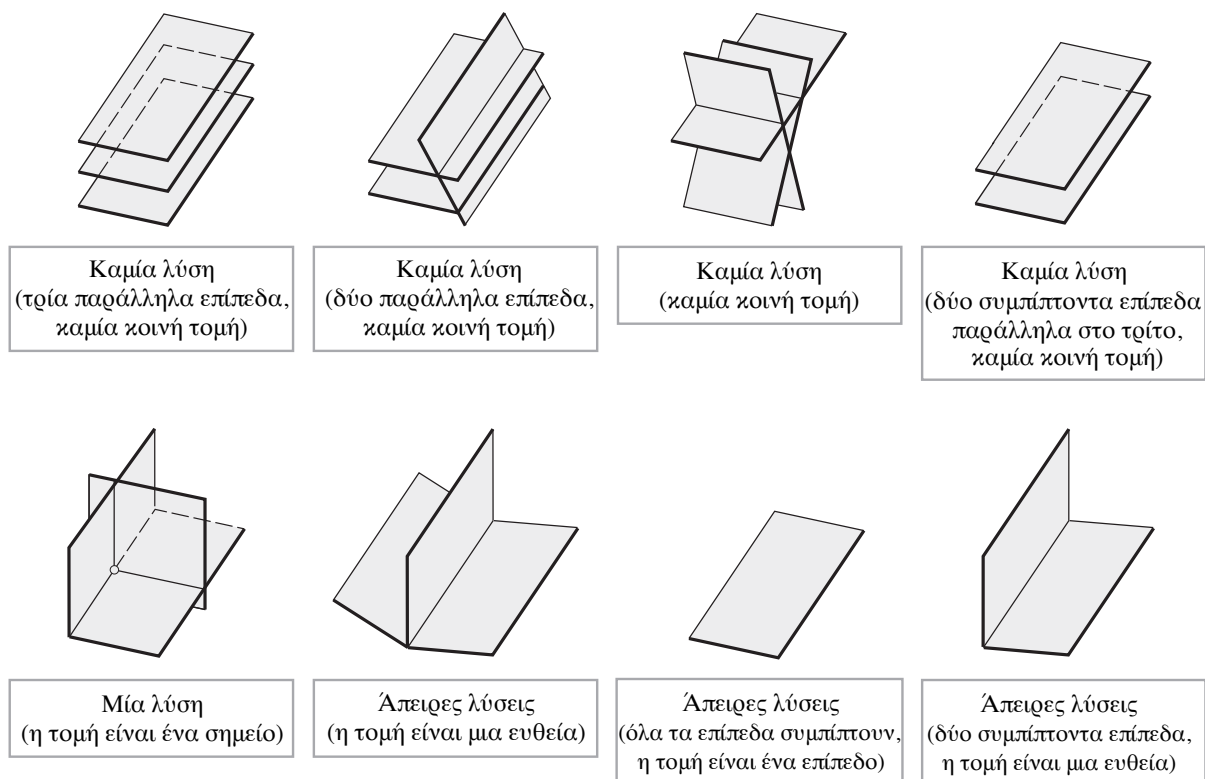 Καμία λύση
(τρία παράλληλα επίπεδα,
καμία κοινή τομή)
Καμία λύση
(δύο παράλληλα επίπεδα,
καμία κοινή τομή)
Καμία λύση
(καμία κοινή τομή)
Καμία λύση
(δύο συμπίπτοντα επίπεδα
παράλληλα στο τρίτο,
καμία κοινή τομή)
Μία λύση
(η τομή είναι ένα σημείο)
Άπειρες λύσεις
(η τομή είναι μια ευθεία)
Άπειρες λύσεις
(όλα τα επίπεδα συμπίπτουν,
η τομή είναι ένα επίπεδο)
Άπειρες λύσεις
(δύο συμπίπτοντα επίπεδα,
η τομή είναι μια ευθεία)